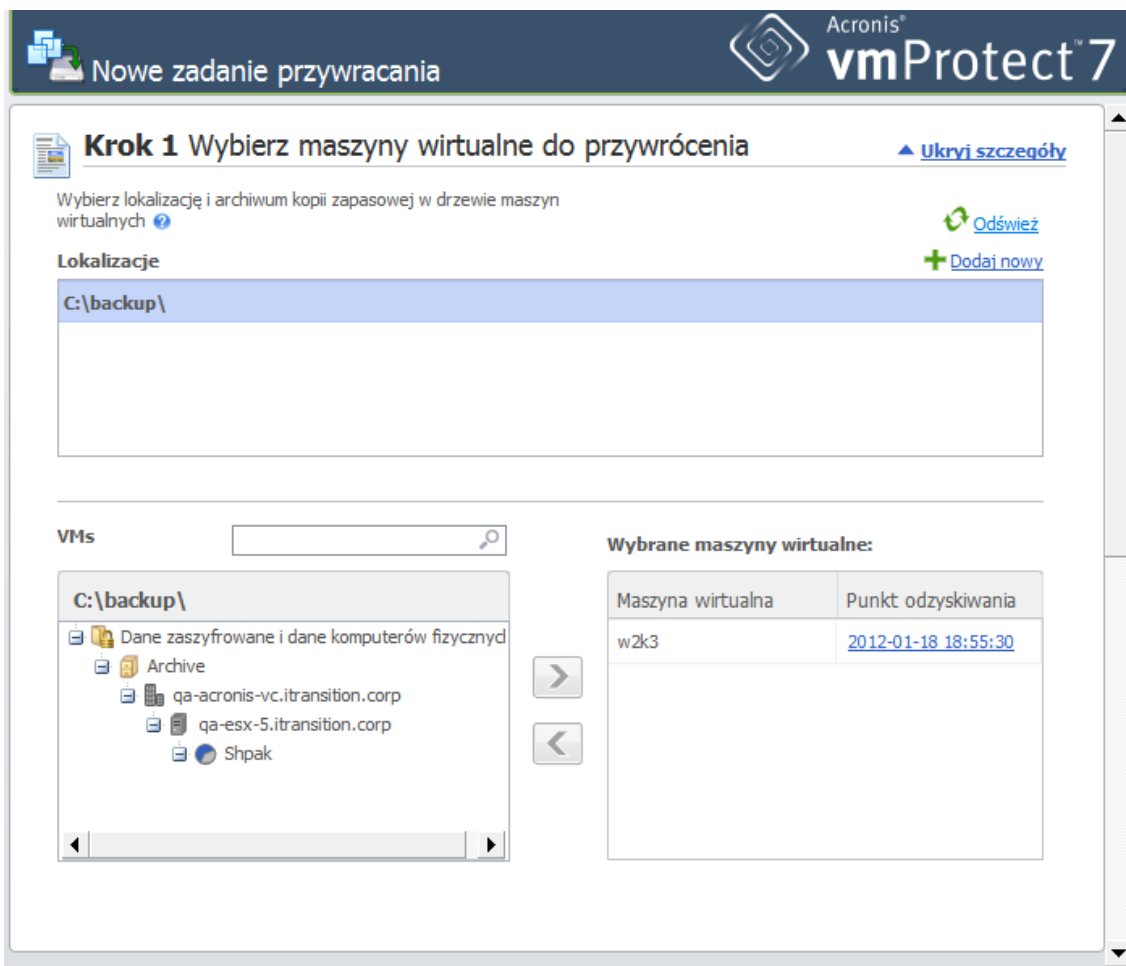 Nowe zadanie przywracania
Acronis®
vmProtect™ 7
Krok 1 Wybierz maszyny wirtualne do przywrócenia
Ukryj szczegóły
Wybierz lokalizację i archiwum kopii zapasowej w drzewie maszyn
wirtualnych
Odśwież
Lokalizacje
Dodaj nowy
C:\backup\
VMs
Wybrane maszyny wirtualne:
C:\backup\
Maszyna wirtualna
Punkt odzyskiwania
Dane zaszyfrowane i dane komputerów
w2k3
2012-01-18 18:55:30
Archive
qa-acronis-vc.itransition.corp
qa-esx-5.itransition.corp
Shpak